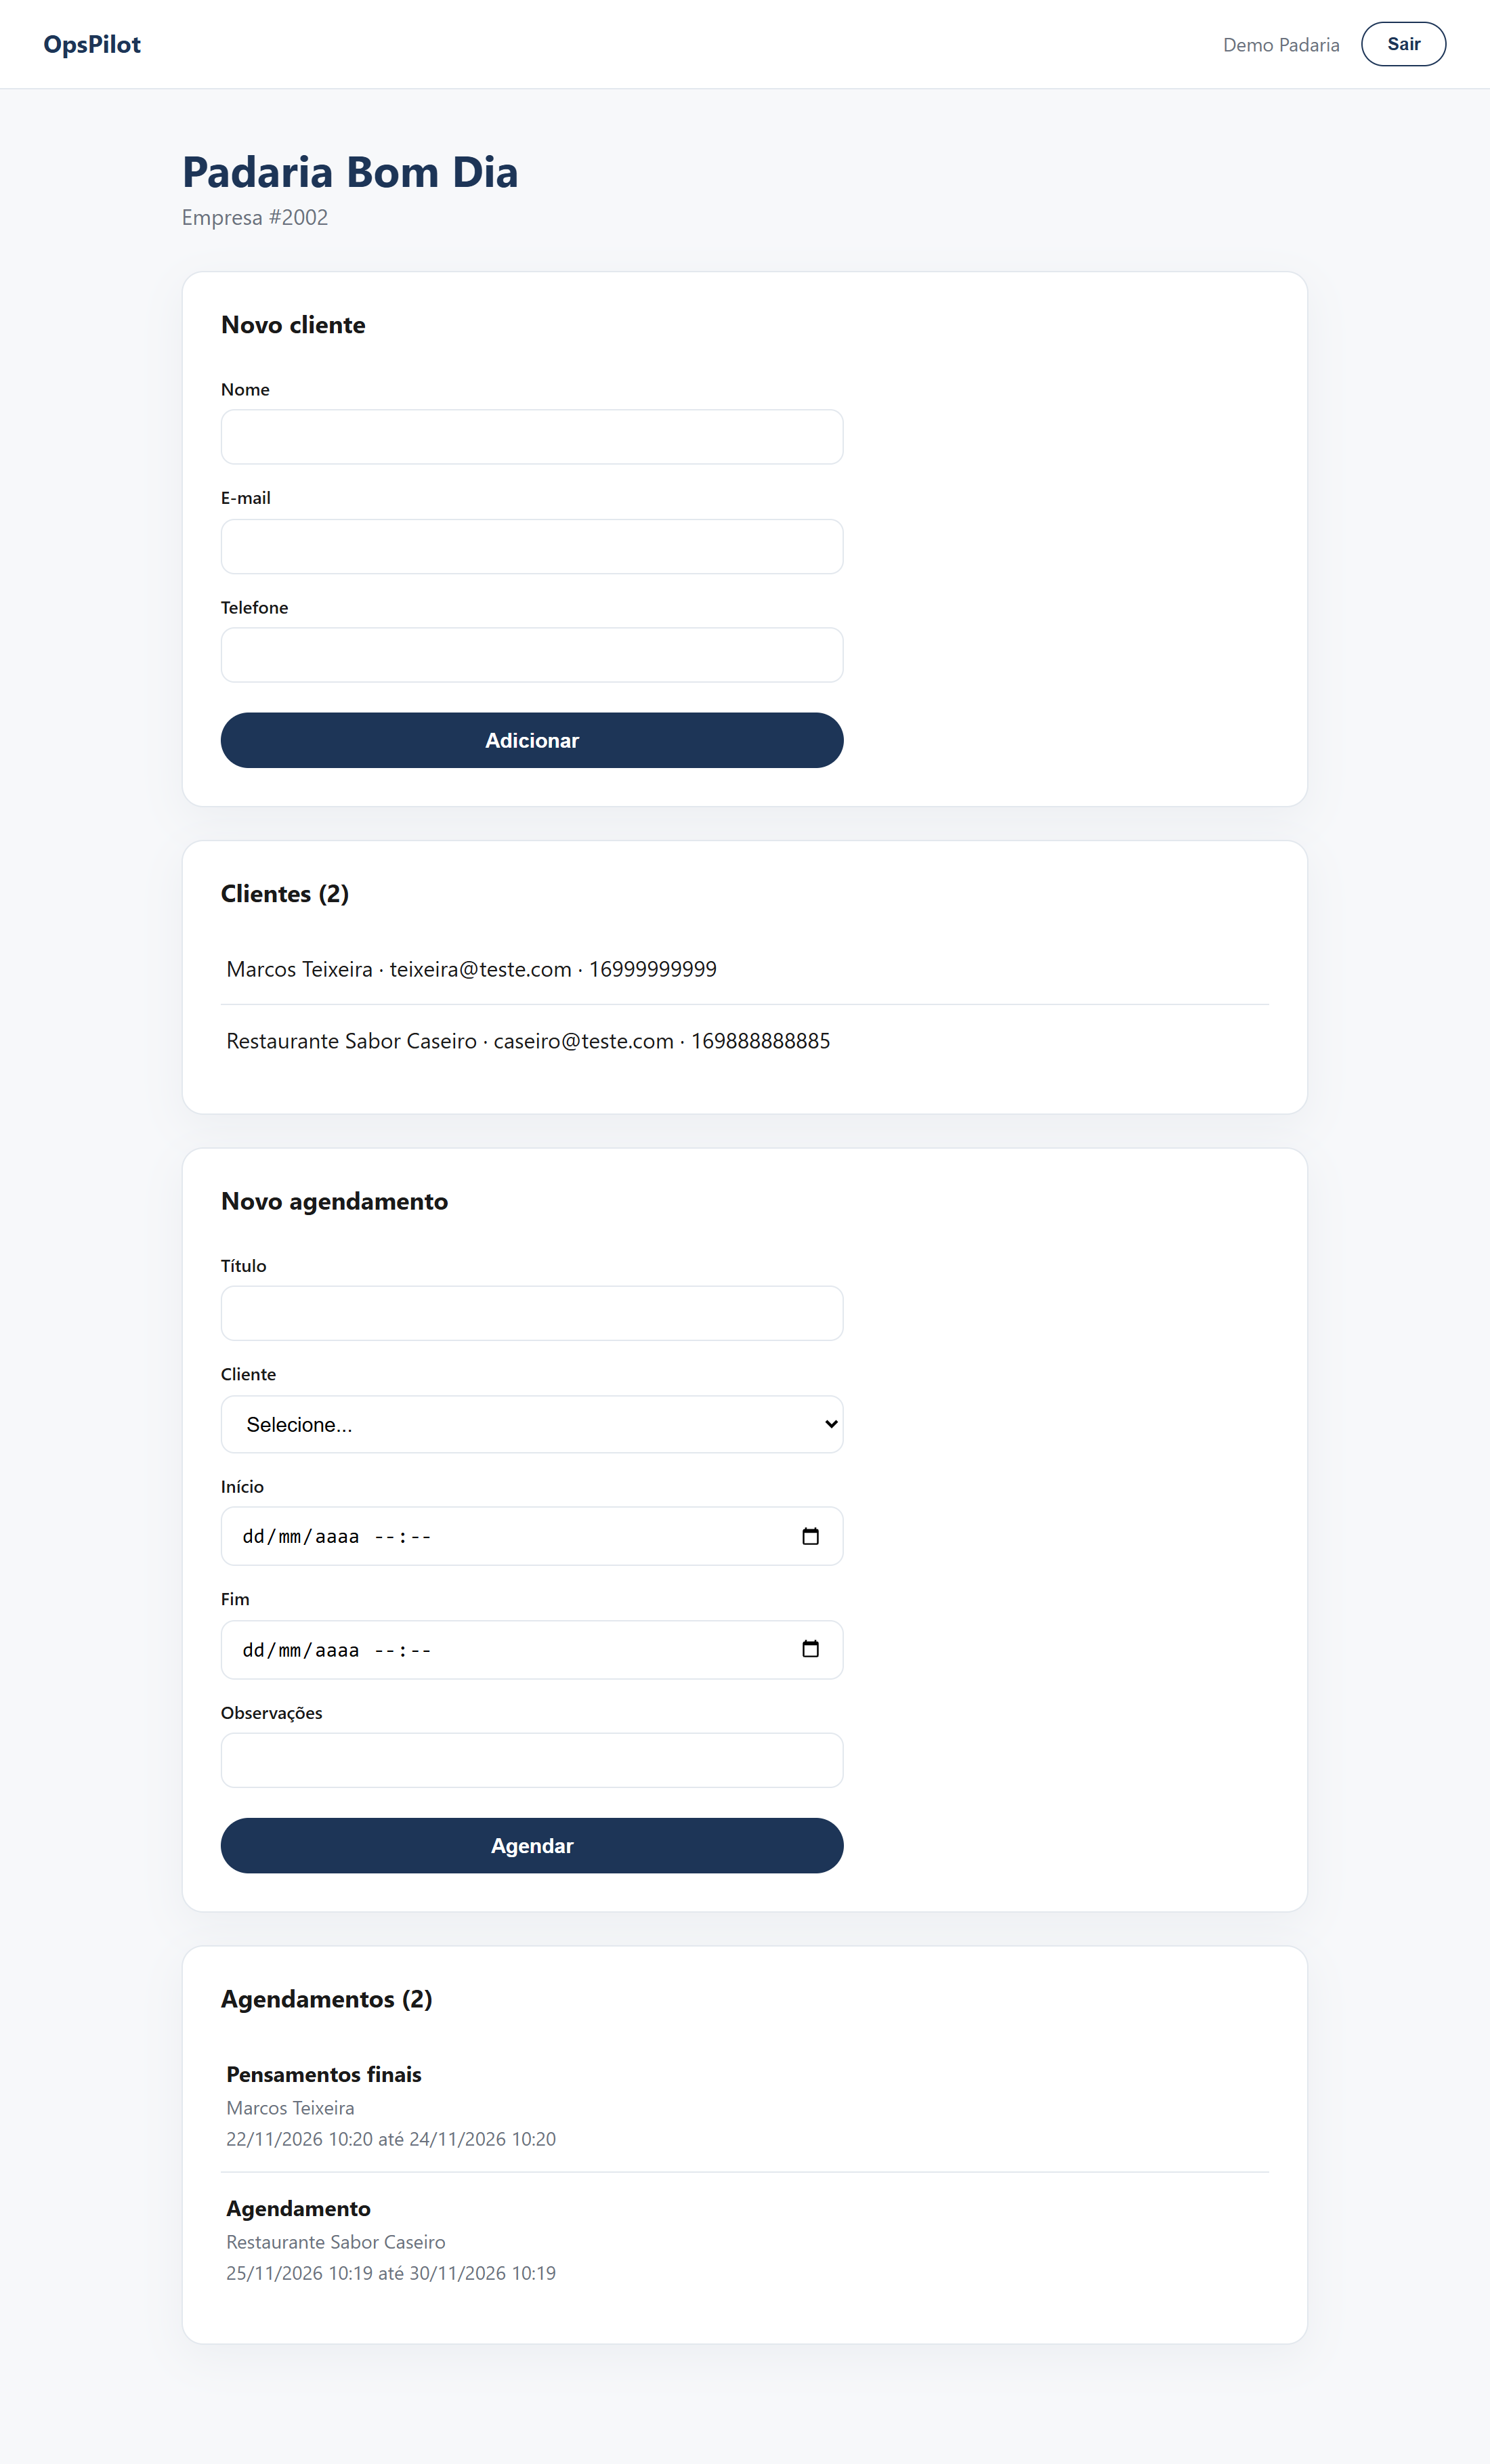 OpsPilot
Demo Padaria
Sair
Padaria Bom Dia
Empresa #2002
Novo cliente
Nome
E-mail
Telefone
Adicionar
Clientes (2)
Marcos Teixeira · teixeira@teste.com · 16999999999
Restaurante Sabor Caseiro · caseiro@teste.com · 169888888885
Novo agendamento
Título
Cliente
Selecione...
Início
dd/mm/aaaa --:--
Fim
dd/mm/aaaa --:--
Observações
Agendar
Agendamentos (2)
Pensamentos finais
Marcos Teixeira
22/11/2026 10:20 até 24/11/2026 10:20
Agendamento
Restaurante Sabor Caseiro
25/11/2026 10:19 até 30/11/2026 10:19